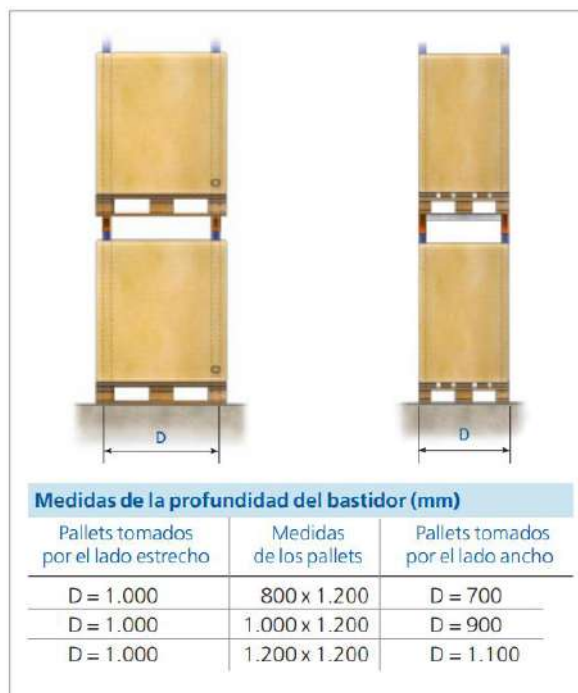 D
D
Medidas de la profundidad del bastidor (mm)
Pallets tomados por el lado estrecho
Medidas de los pallets
Pallets tomados por el lado ancho
D = 1.000
800 x 1.200
D = 700
D = 1.000
1.000 x 1.200
D = 900
D = 1.000
1.200 x 1.200
D = 1.100